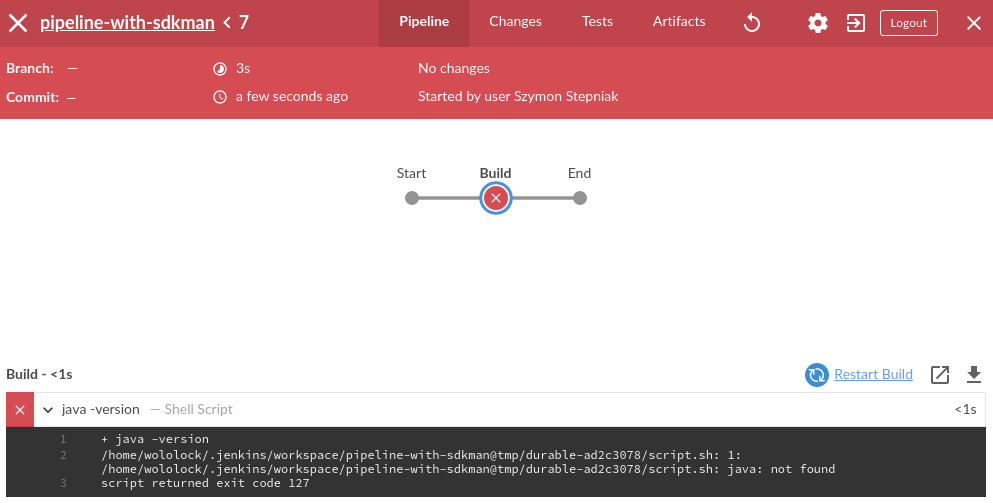 pipeline-with-sdkman < 7 Pipeline Changes Tests Artifacts Logout
Branch: — 3s No changes
Commit: — a few seconds ago Started by user Szymon Stepniak
Start Build End
Build - <1s Restart Build
java -version — Shell Script <1s
1 + java -version
2 /home/wololock/.jenkins/workspace/pipeline-with-sdkman@tmp/durable-ad2c3078/script.sh: 1:
/home/wololock/.jenkins/workspace/pipeline-with-sdkman@tmp/durable-ad2c3078/script.sh: java: not found
3 script returned exit code 127